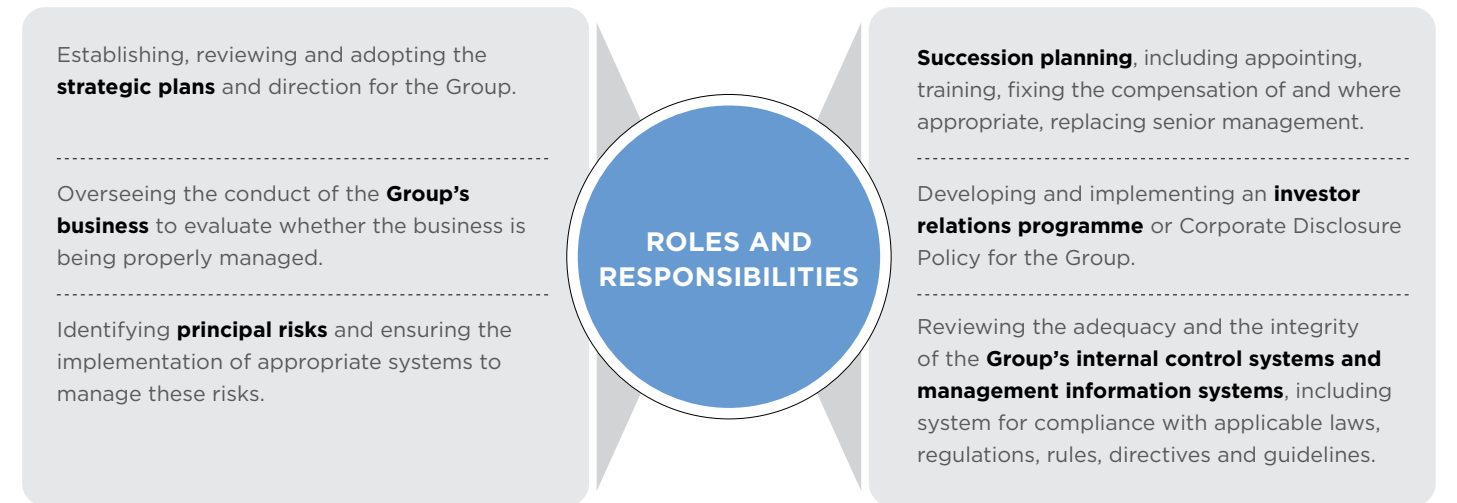 Establishing, reviewing and adopting the
strategic plans and direction for the Group.
Overseeing the conduct of the Group’s
business to evaluate whether the business is
being properly managed.
Identifying principal risks and ensuring the
implementation of appropriate systems to
manage these risks.
ROLES AND
RESPONSIBILITIES
Succession planning, including appointing,
training, fixing the compensation of and where
appropriate, replacing senior management.
Developing and implementing an investor
relations programme or Corporate Disclosure
Policy for the Group.
Reviewing the adequacy and the integrity
of the Group’s internal control systems and
management information systems, including
system for compliance with applicable laws,
regulations, rules, directives and guidelines.